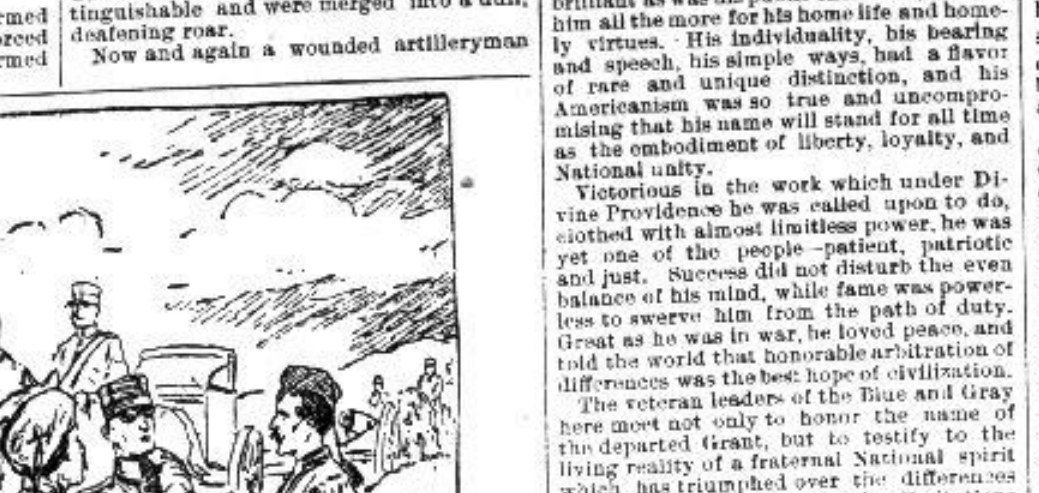 rmed
orced
rmed
tinguishable and were merged into a dull,
deafening roar.
Now and again a wounded artilleryman
brilliant as was his
him all the more for his home life and home-
ly virtues. His individuality, his bearing
and speech, his simple ways, had a flavor
of rare and unique distinction, and his
Americanism was so true and uncompro-
mising that his name will stand for all time
as the embodiment of liberty, loyalty, and
National unity.
Victorious in the work which under Di-
vine Providence he was called upon to do,
clothed with almost limitless power, he was
yet one of the people—patient, patriotic
and just. Success did not disturb the even
balance of his mind, while fame was power-
less to swerve him from the path of duty.
Great as he was in war, he loved peace, and
told the world that honorable arbitration of
differences was the best hope of civilization.
The veteran leaders of the Blue and Gray
here meet not only to honor the name of
the departed Grant, but to testify to the
living reality of a fraternal National spirit
which has triumphed over the differences